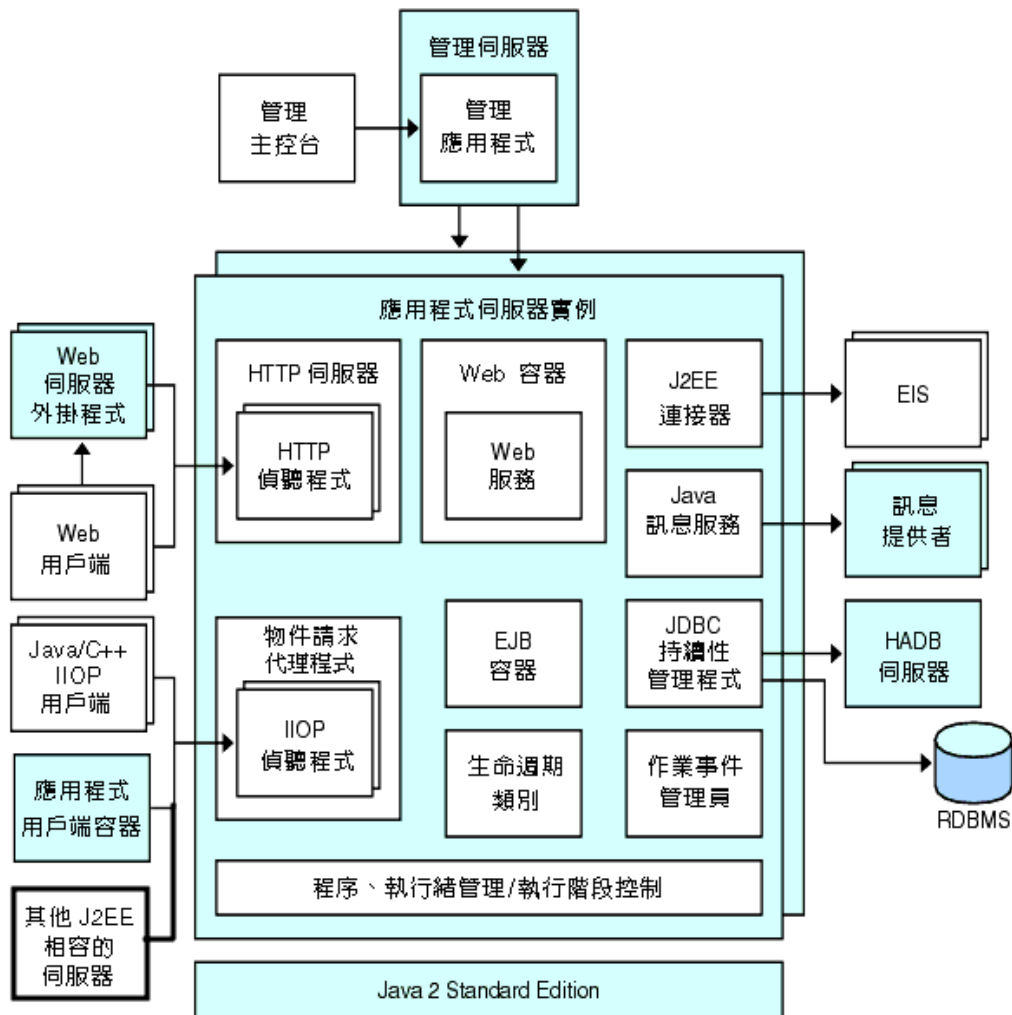 管理伺服器
管理
主控台
管理
應用程式
應用程式伺服器實例
Web
伺服器
外掛程式
HTTP 伺服器
HTTP
偵聽程式
Web 容器
Web
服務
J2EE
連接器
EIS
Web
用戶端
Java
訊息服務
訊息
提供者
Java/C++
IIOP
用戶端
物件請求
代理程式
IIOP
偵聽程式
EJB
容器
JDBC
持續性
管理程式
HADB
伺服器
應用程式
用戶端容器
生命週期
類別
作業事件
管理員
RDBMS
其他 J2EE
相容的
伺服器
程序、執行緒管理/執行階段控制
Java 2 Standard Edition